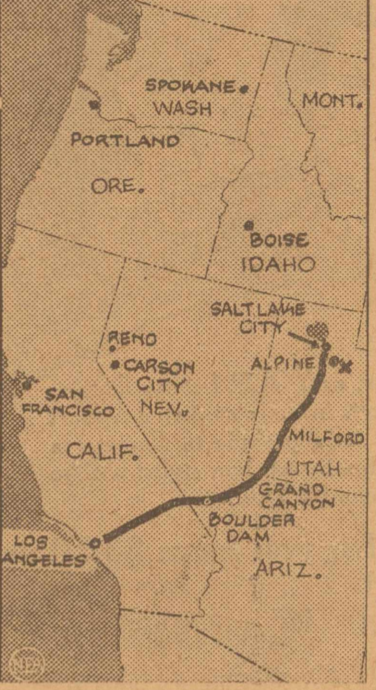 SPOKANE
WASH
MONT.
PORTLAND
ORE.
BOISE
IDAHO
SALT LAKE
CITY
RENO
ALPINE
CARSON
CITY
SAN
FRANCISCO
NEV.
MILFORD
CALIF.
UTAH
GRAND
CANYON
BOULDER
DAM
LOS
ANGELES
ARIZ.
NEA